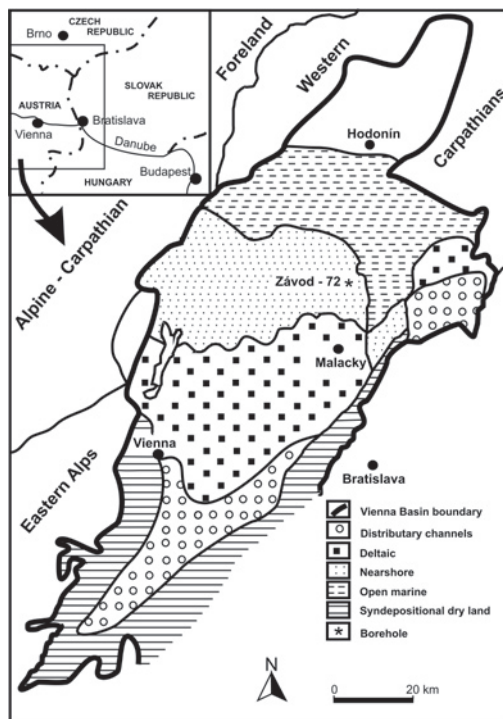 CZECH
REPUBLIC
Brno
SLOVAK
REPUBLIC
AUSTRIA
Bratislava
Vienna
Danube
Budapest
HUNGARY
Foreland
Western
Carpathians
Hodonín
Alpine - Carpathian
Závod - 72 *
Malacky
Vienna
Eastern Alps
Bratislava
Vienna Basin boundary
Distributary channels
Deltaic
Nearshore
Open marine
Syndepositional dry land
* Borehole
N
0 20 km